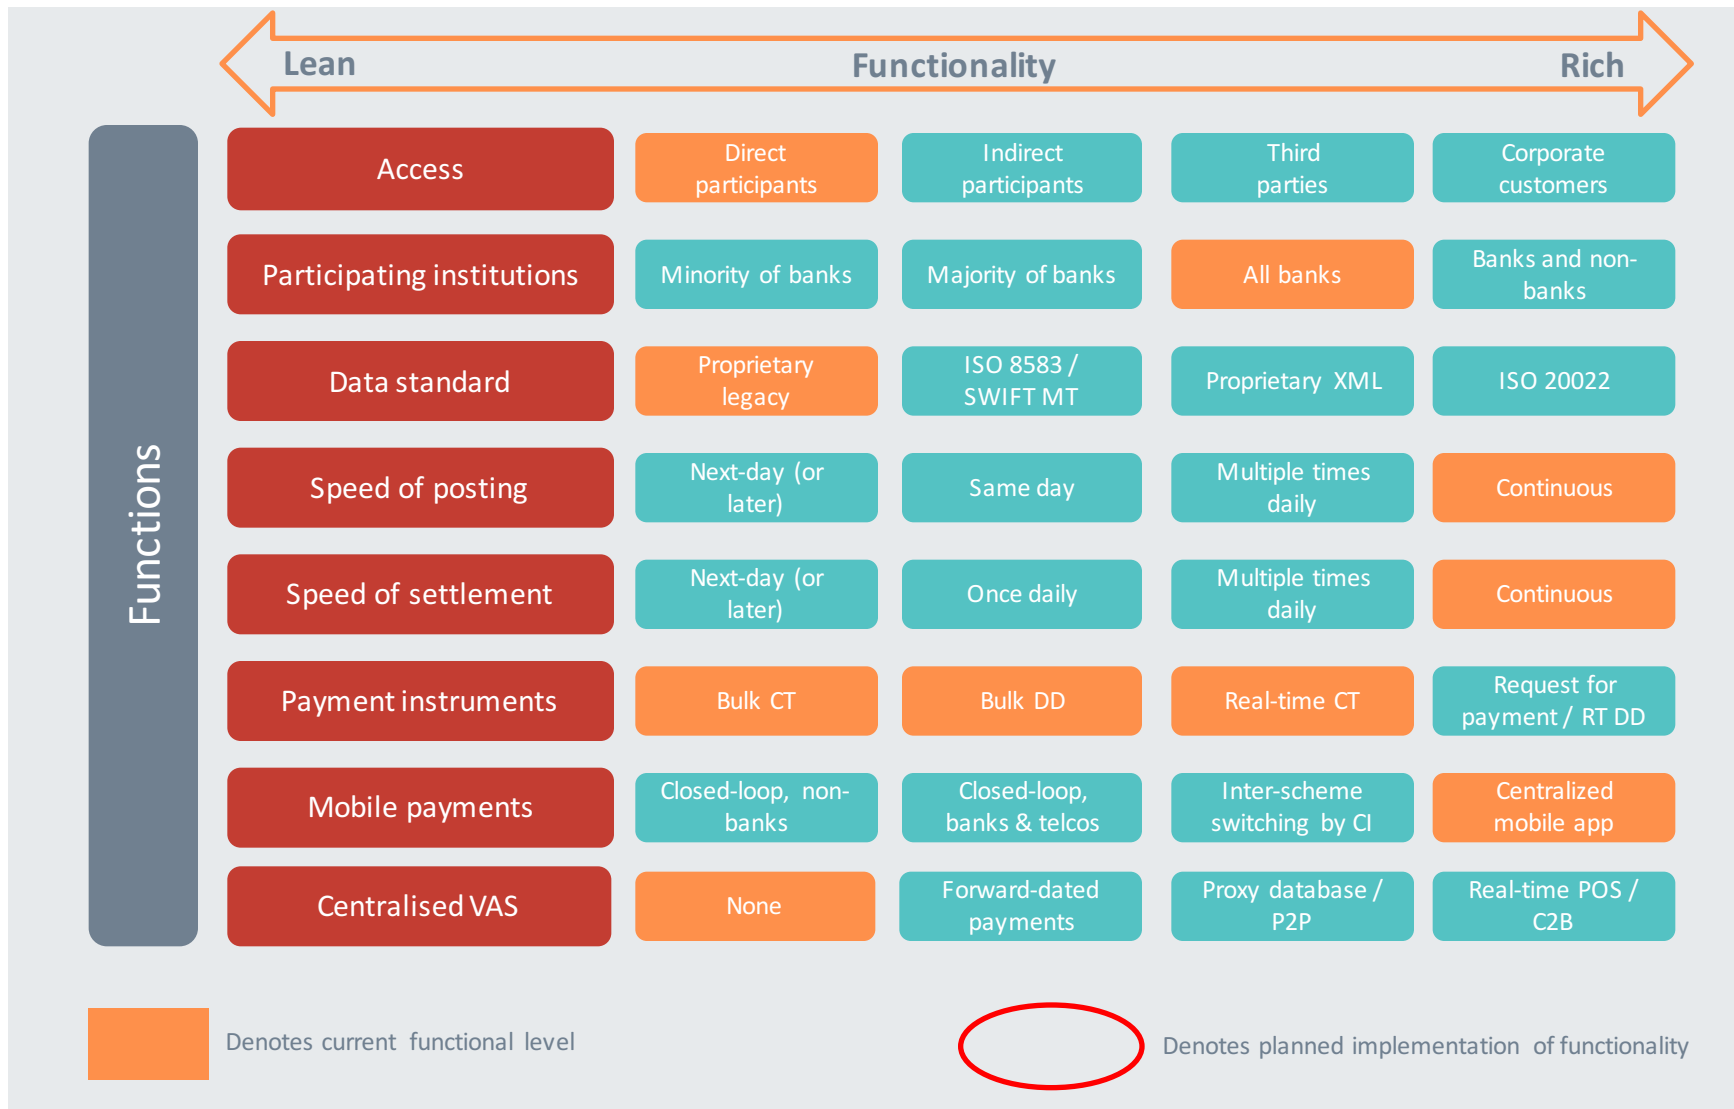 Lean
Functionality
Rich
Functions
Access
Direct
participants
Indirect
participants
Third
parties
Corporate
customers
Participating institutions
Minority of banks
Majority of banks
All banks
Banks and non-
banks
Data standard
Proprietary
legacy
ISO 8583 /
SWIFT MT
Proprietary XML
ISO 20022
Speed of posting
Next-day (or
later)
Same day
Multiple times
daily
Continuous
Speed of settlement
Next-day (or
later)
Once daily
Multiple times
daily
Continuous
Payment instruments
Bulk CT
Bulk DD
Real-time CT
Request for
payment / RT DD
Mobile payments
Closed-loop, non-
banks
Closed-loop,
banks & telcos
Inter-scheme
switching by CI
Centralized
mobile app
Centralised VAS
None
Forward-dated
payments
Proxy database /
P2P
Real-time POS /
C2B
Denotes current functional level
Denotes planned implementation of functionality